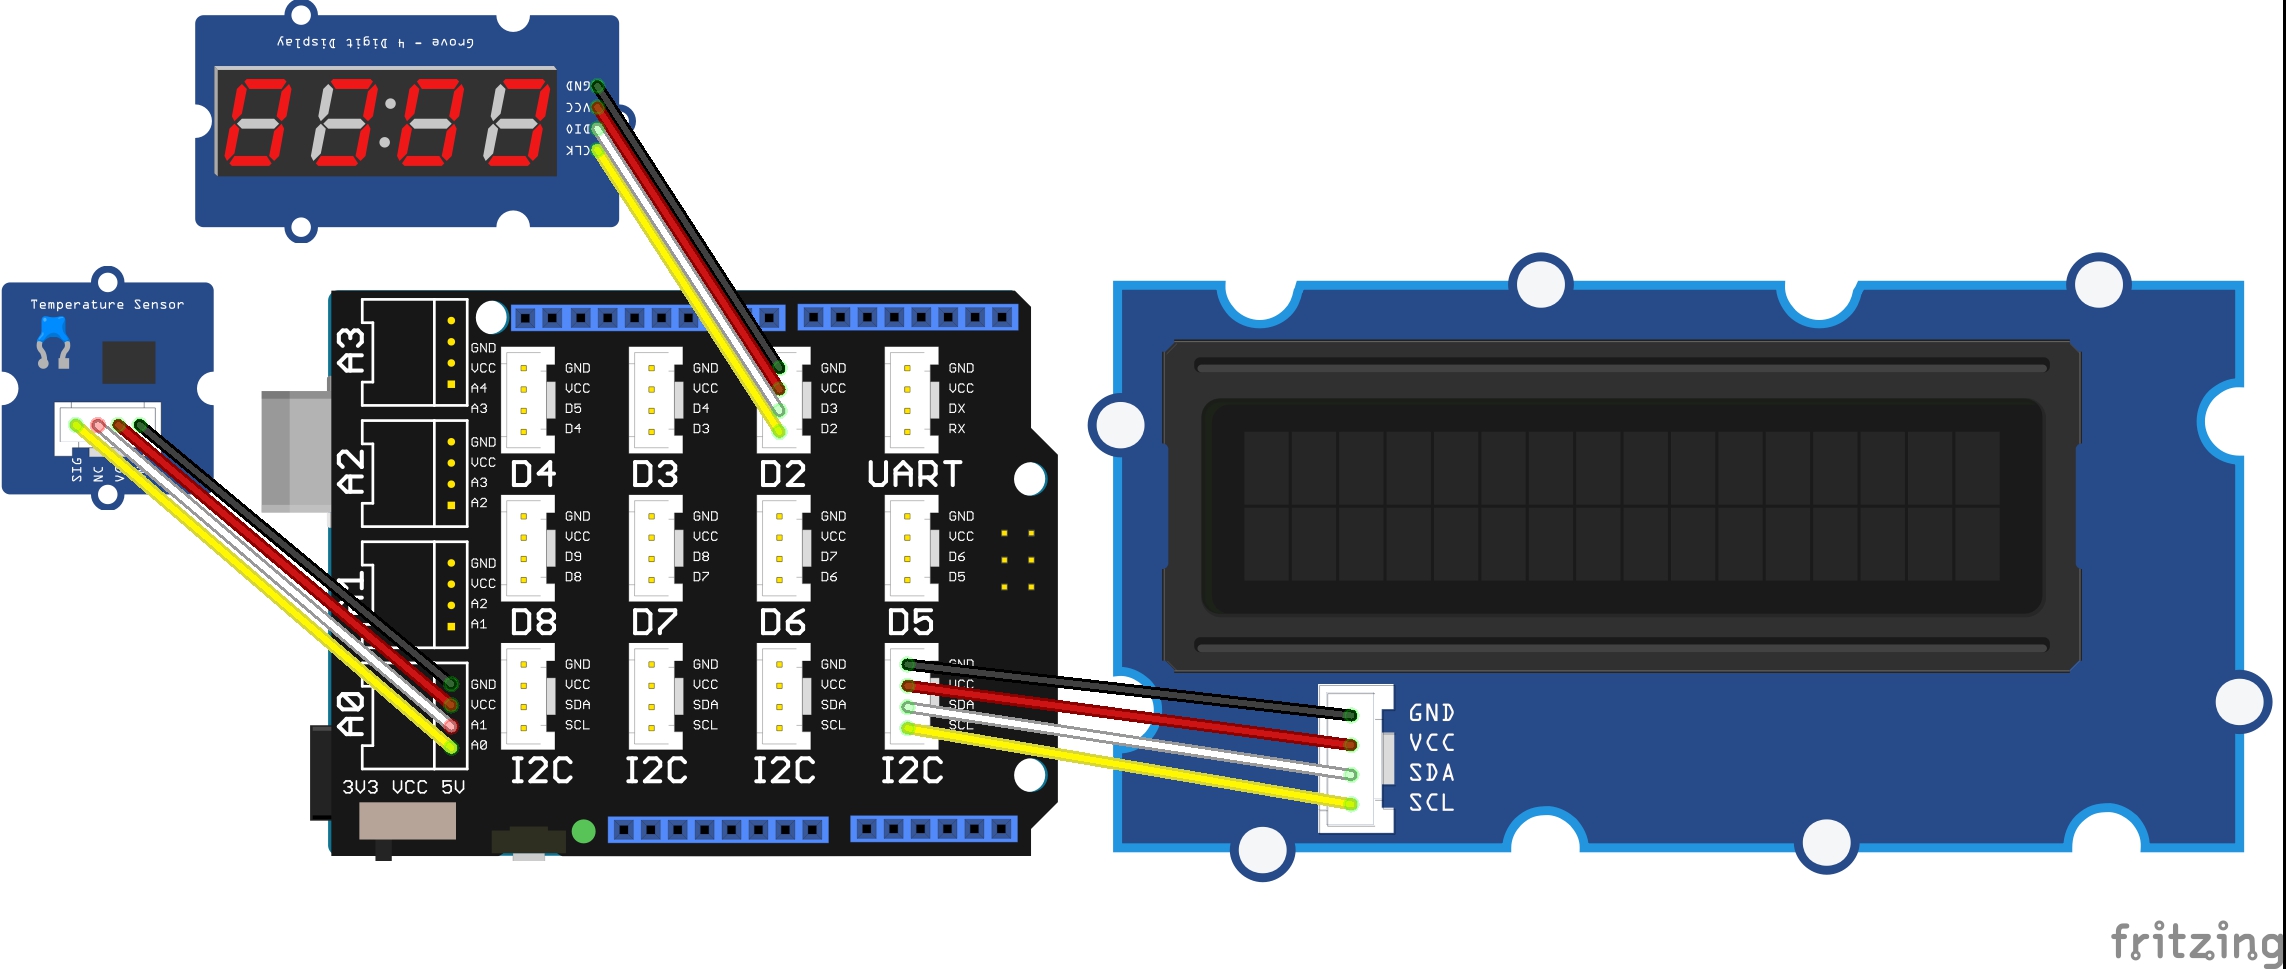 Grove - 4 Digit Display
GND
VCC
DIO
CLK
Temperature Sensor
SIG
NC
A3
GND
VCC
A4
A3
A2
GND
VCC
A3
A2
GND
VCC
A2
A1
A0
GND
VCC
A1
A0
3V3 VCC 5V
GND
VCC
D5
D4
D4
GND
VCC
D4
D3
D3
GND
VCC
D3
D2
D2
GND
VCC
DX
RX
UART
GND
VCC
D9
D8
D8
GND
VCC
D8
D7
D7
GND
VCC
D7
D6
D6
GND
VCC
D6
D5
D5
GND
VCC
SDA
SCL
I2C
GND
VCC
SDA
SCL
I2C
GND
VCC
SDA
SCL
I2C
GND
VCC
SDA
SCL
I2C
GND
VCC
SDA
SCL
fritzing